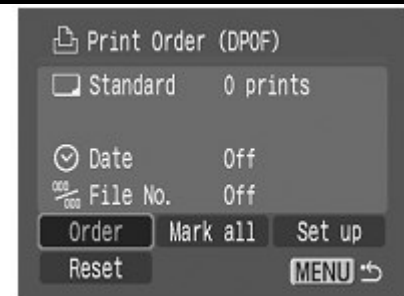 Print Order (DPOF)
Standard 0 prints
Date Off
File No. Off
Order Mark all Set up
Reset MENU